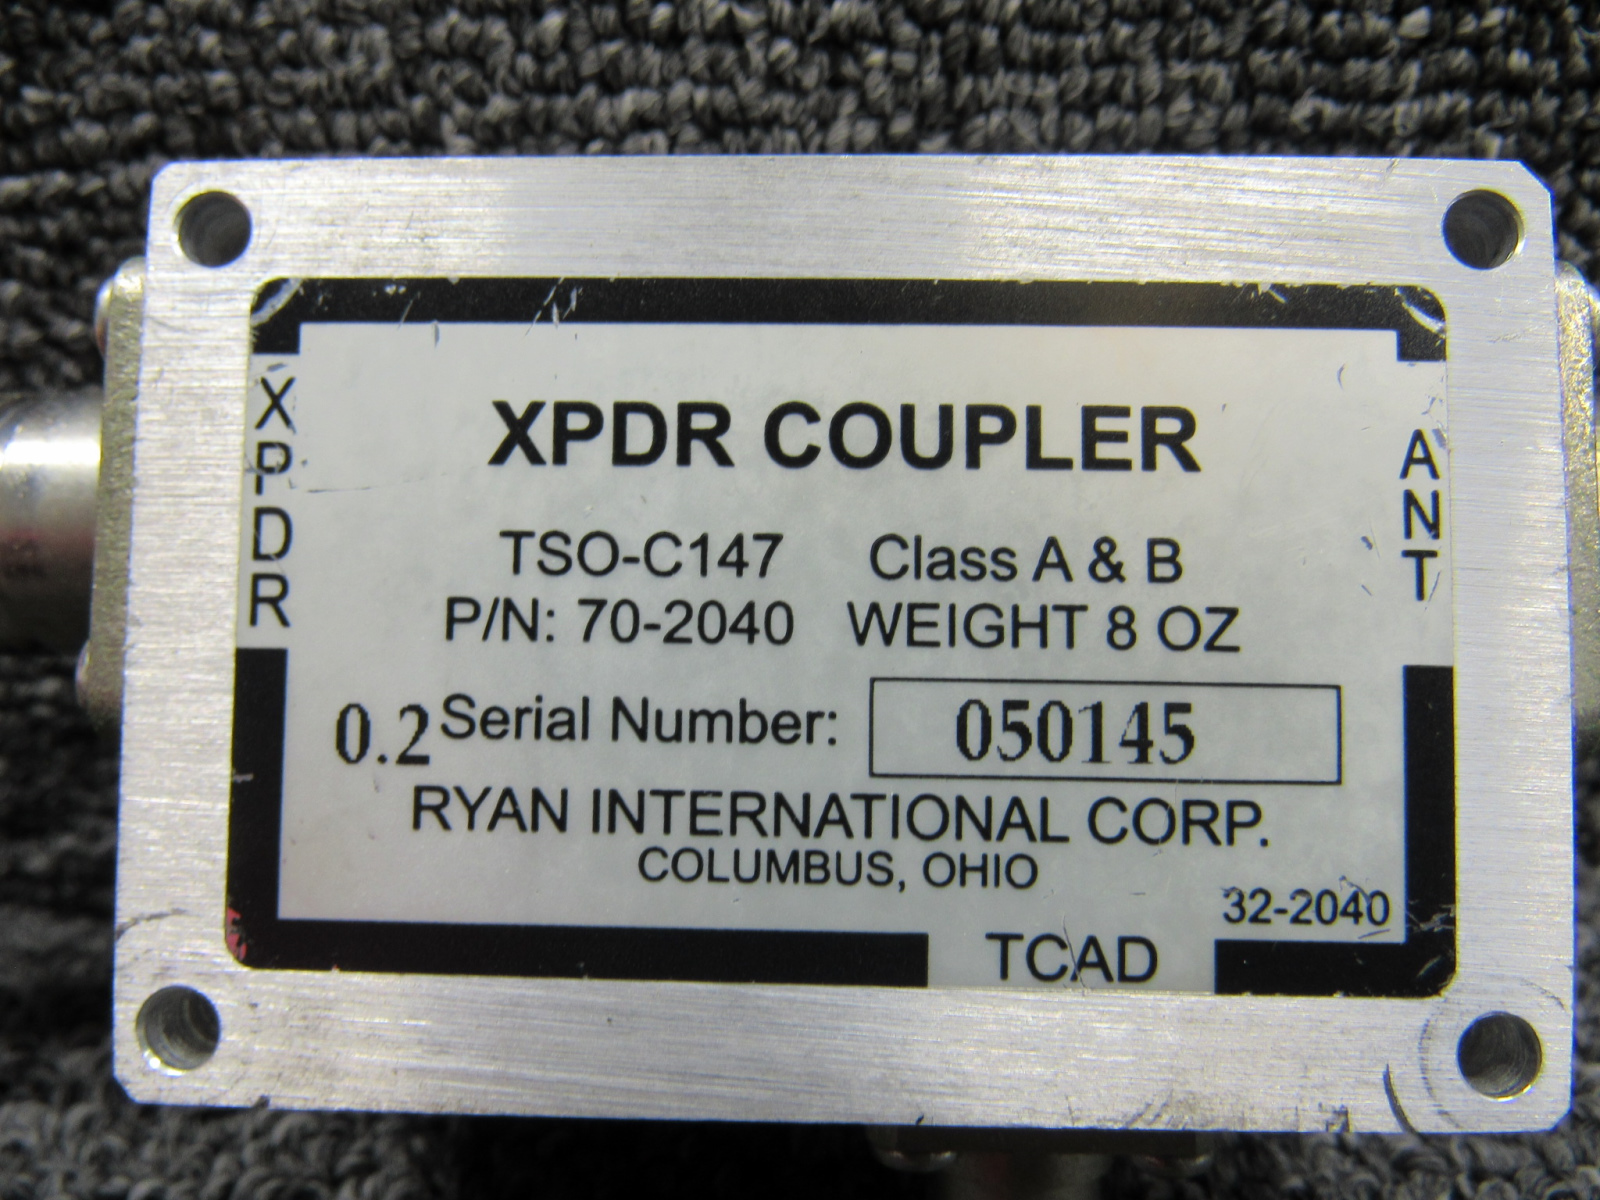 XPDR COUPLER
XPDR
ANT
TSO-C147 Class A & B
P/N: 70-2040 WEIGHT 8 OZ
0.2 Serial Number: 050145
RYAN INTERNATIONAL CORP.
COLUMBUS, OHIO
32-2040
TCAD